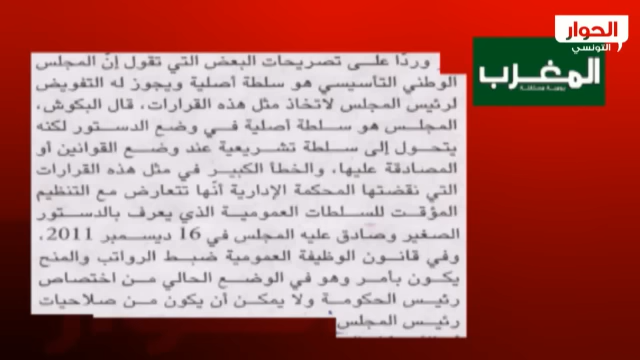 الحوار
التونسي
المغرب
وردّا على تصريحات البعض التي تقول إنّ المجلس
الوطني التأسيسي هو سلطة أصلية ويجوز له التفويض
لرئيس المجلس لاتخاذ مثل هذه القرارات، قال البكوش،
المجلس هو سلطة أصلية في وضع الدستور لكنه
يتحول إلى سلطة تشريعية عند وضع القوانين أو
المصادقة عليها، والخطأ الكبير في مثل هذه القرارات
التي نقضتها المحكمة الإدارية أنّها تتعارض مع التنظيم
المؤقت للسلطات العمومية الذي يعرف بالدستور
الصغير وصادق عليه المجلس في 16 ديسمبر 2011،
وفي قانون الوظيفة العمومية ضبط الرواتب والمنح
يكون بأمر وهو في الوضع الحالي من اختصاص
رئيس الحكومة ولا يمكن أن يكون من صلاحيات
رئيس المجلس